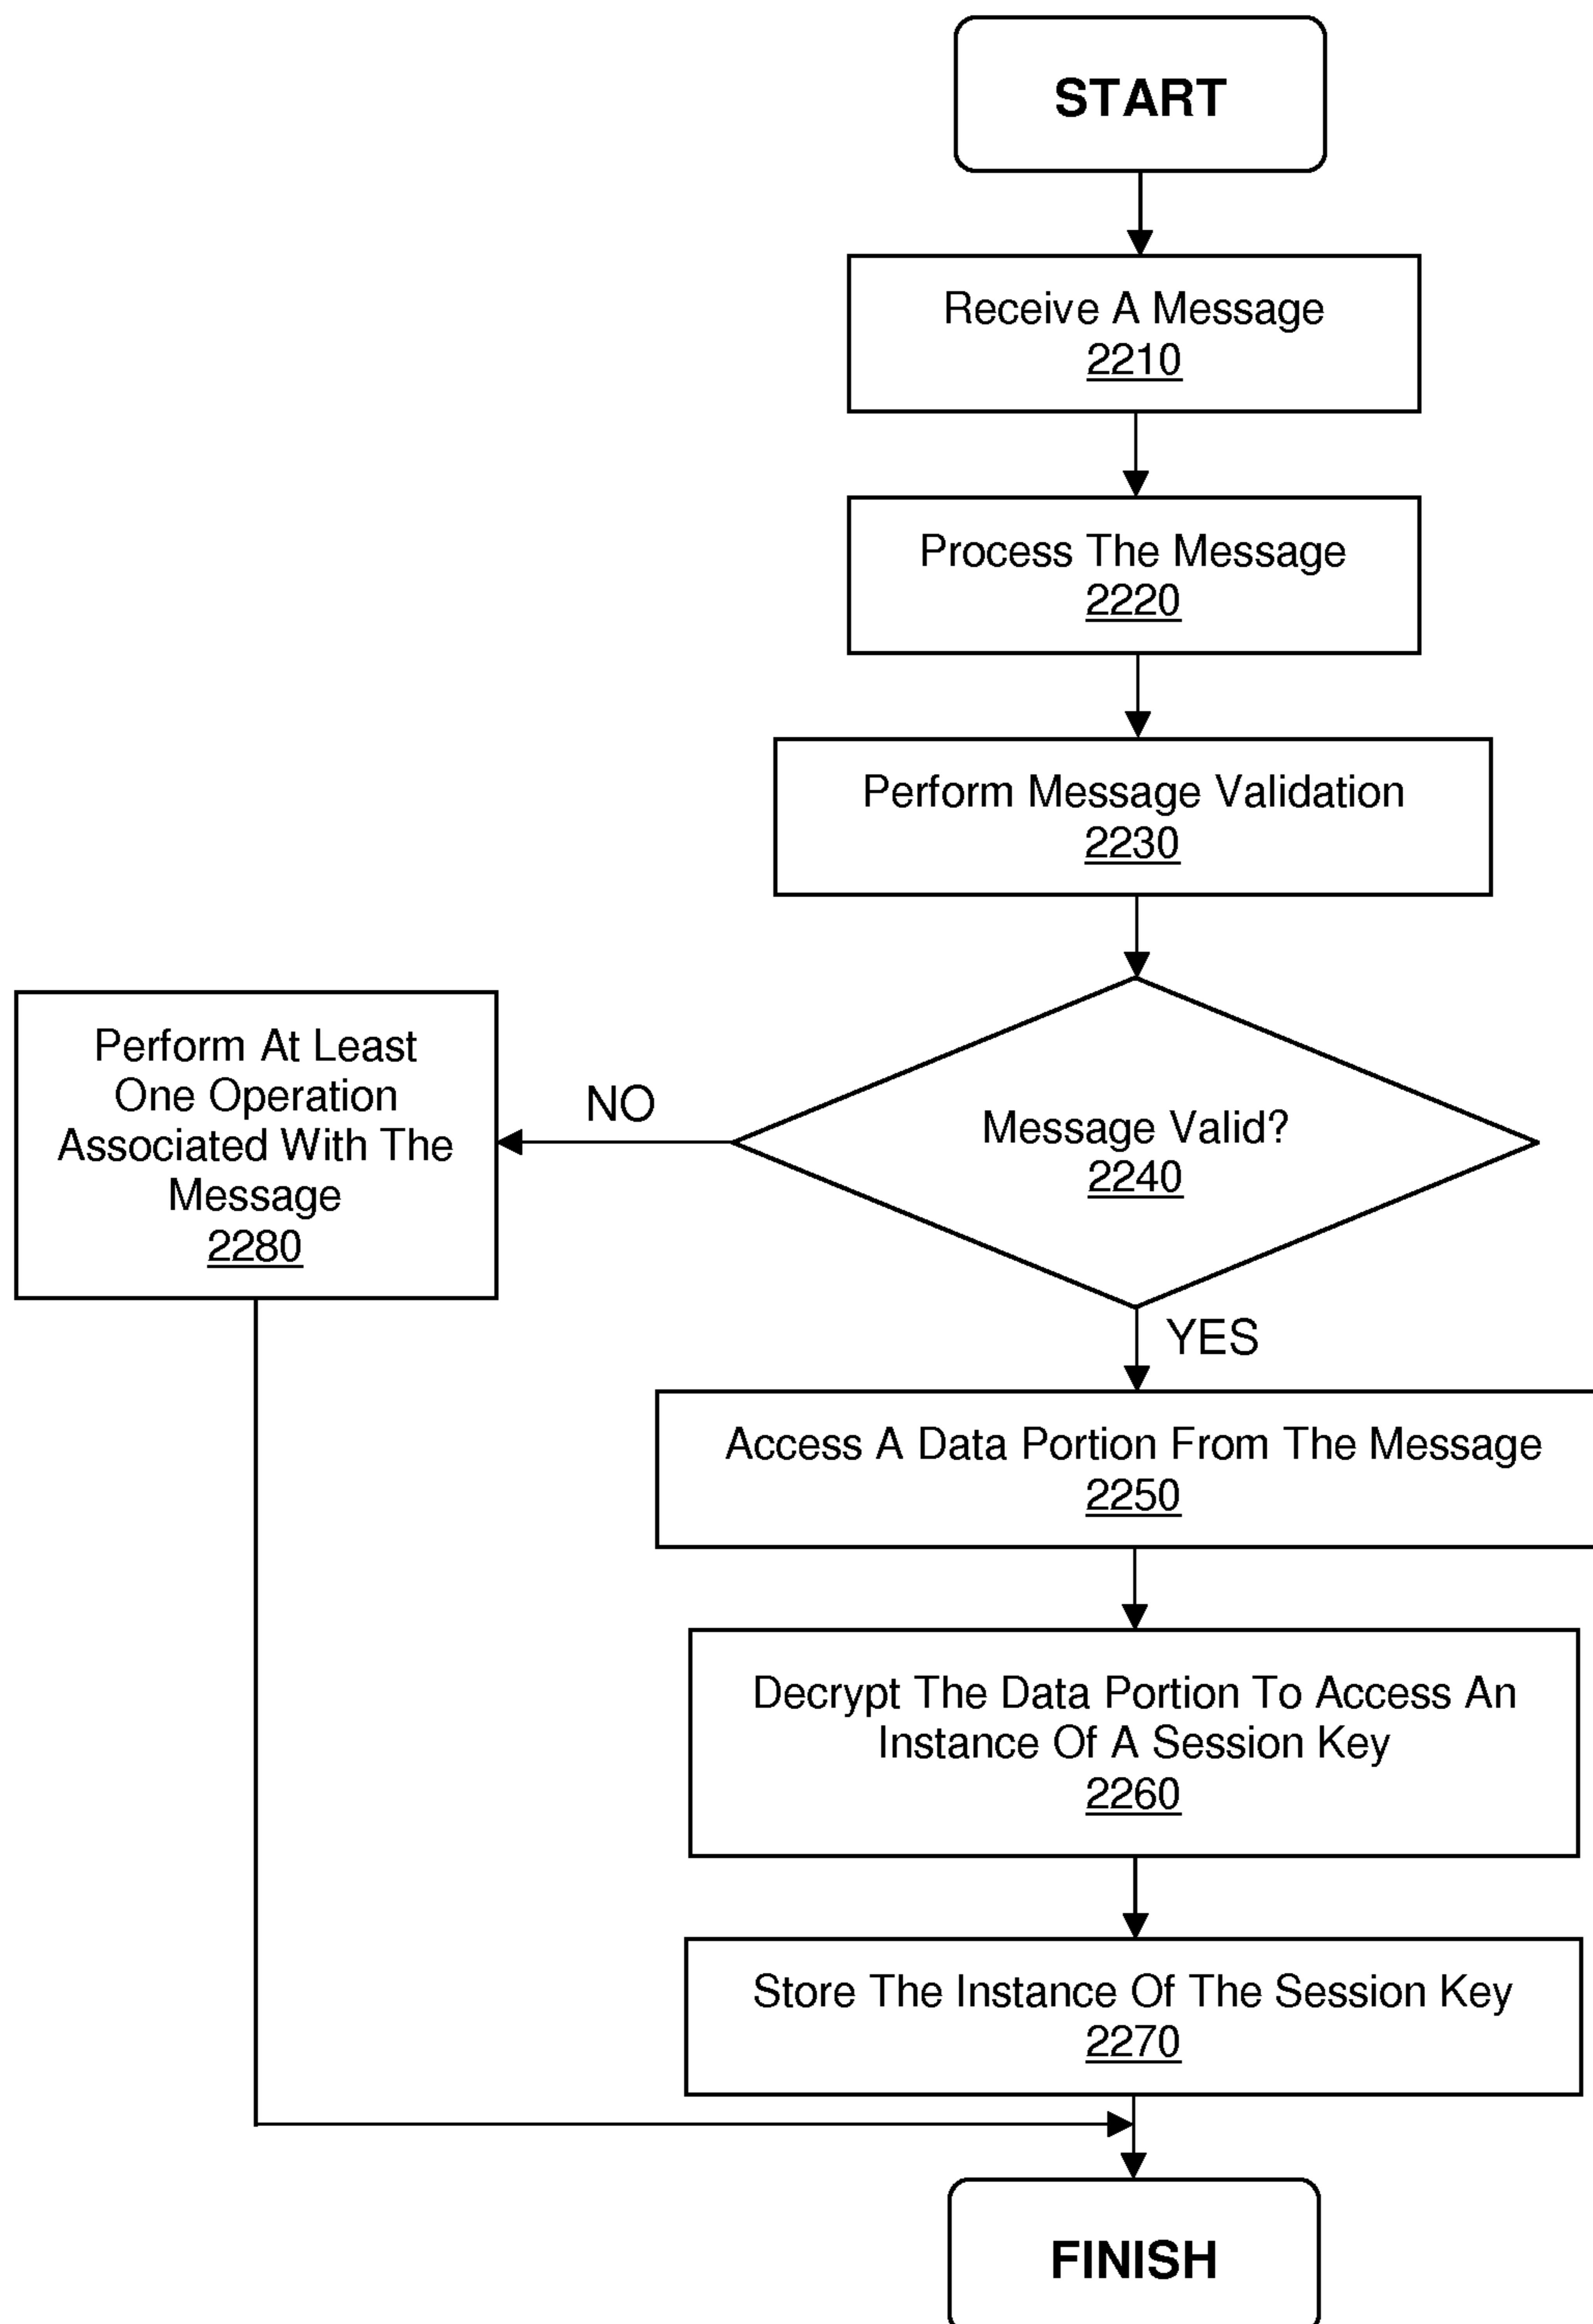 START
Receive A Message
2210
Process The Message
2220
Perform Message Validation
2230
Message Valid?
2240
NO
Perform At Least
One Operation
Associated With The
Message
2280
YES
Access A Data Portion From The Message
2250
Decrypt The Data Portion To Access An
Instance Of A Session Key
2260
Store The Instance Of The Session Key
2270
FINISH